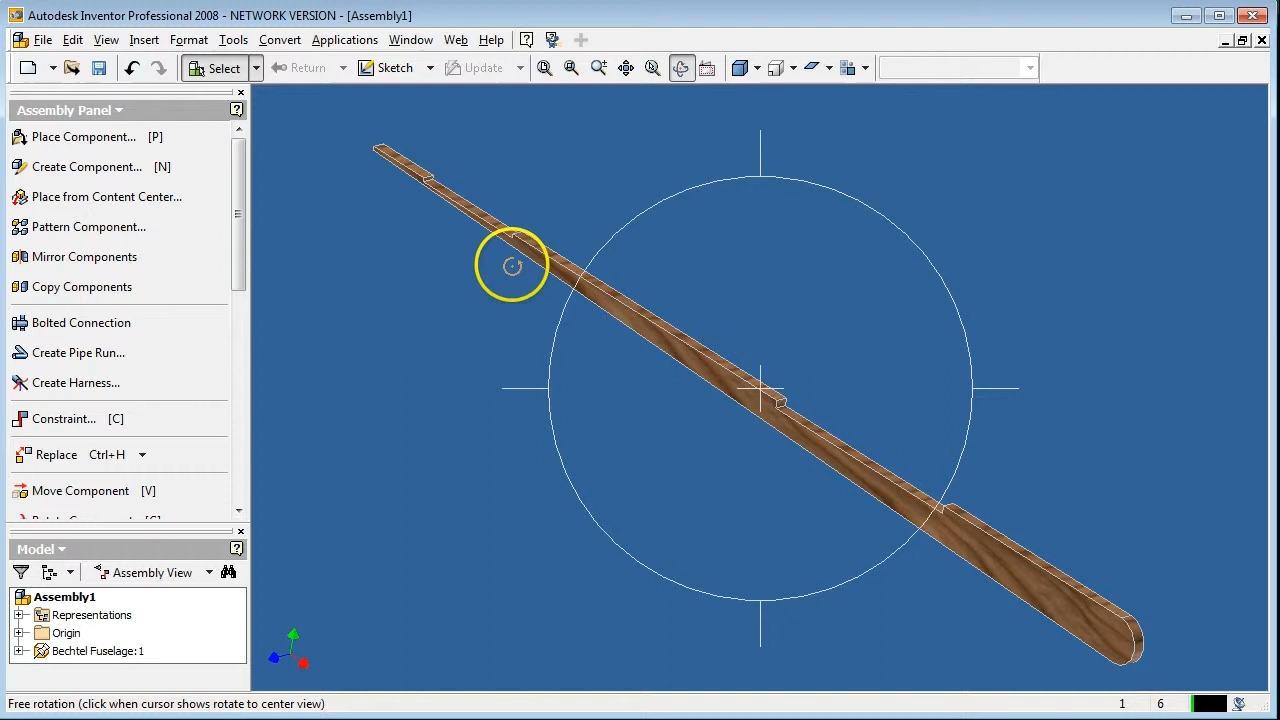 Autodesk Inventor Professional 2008 - NETWORK VERSION - [Assembly1]
File Edit View Insert Format Tools Convert Applications Window Web Help
Select Return Sketch Update
Assembly Panel
Place Component... [P]
Create Component... [N]
Place from Content Center...
Pattern Component...
Mirror Components
Copy Components
Bolted Connection
Create Pipe Run...
Create Harness...
Constraint... [C]
Replace Ctrl+H
Move Component [V]
Model
Assembly View
Assembly1
Representations
Origin
Bechtel Fuselage:1
Free rotation (click when cursor shows rotate to center view) 1 6